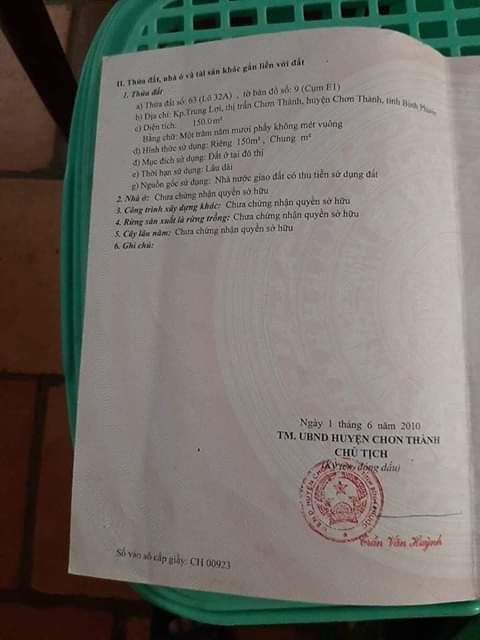 II. Thửa đất, nhà ở và tài sản khác gắn liền với đất
1. Thửa đất
a) Thửa đất số: 63 (Lô 32A) , tờ bản đồ số: 9 (Cụm E1)
b) Địa chỉ: Kp.Trung Lợi, thị trấn Chơn Thành, huyện Chơn Thành, tỉnh Bình Phước
c) Diện tích: 150.0 m²
Bằng chữ: Một trăm năm mươi phẩy không mét vuông
d) Hình thức sử dụng: Riêng 150m² , Chung m²
đ) Mục đích sử dụng: Đất ở tại đô thị
e) Thời hạn sử dụng: Lâu dài
g) Nguồn gốc sử dụng: Nhà nước giao đất có thu tiền sử dụng đất
2. Nhà ở: Chưa chứng nhận quyền sở hữu
3. Công trình xây dựng khác: Chưa chứng nhận quyền sở hữu
4. Rừng sản xuất là rừng trồng: Chưa chứng nhận quyền sở hữu
5. Cây lâu năm: Chưa chứng nhận quyền sở hữu
6. Ghi chú:
Ngày 1 tháng 6 năm 2010
TM. UBND HUYỆN CHƠN THÀNH
CHỦ TỊCH
(Ký tên, đóng dấu)
Trần Văn Huỳnh
Số vào sổ cấp giấy: CH 00923